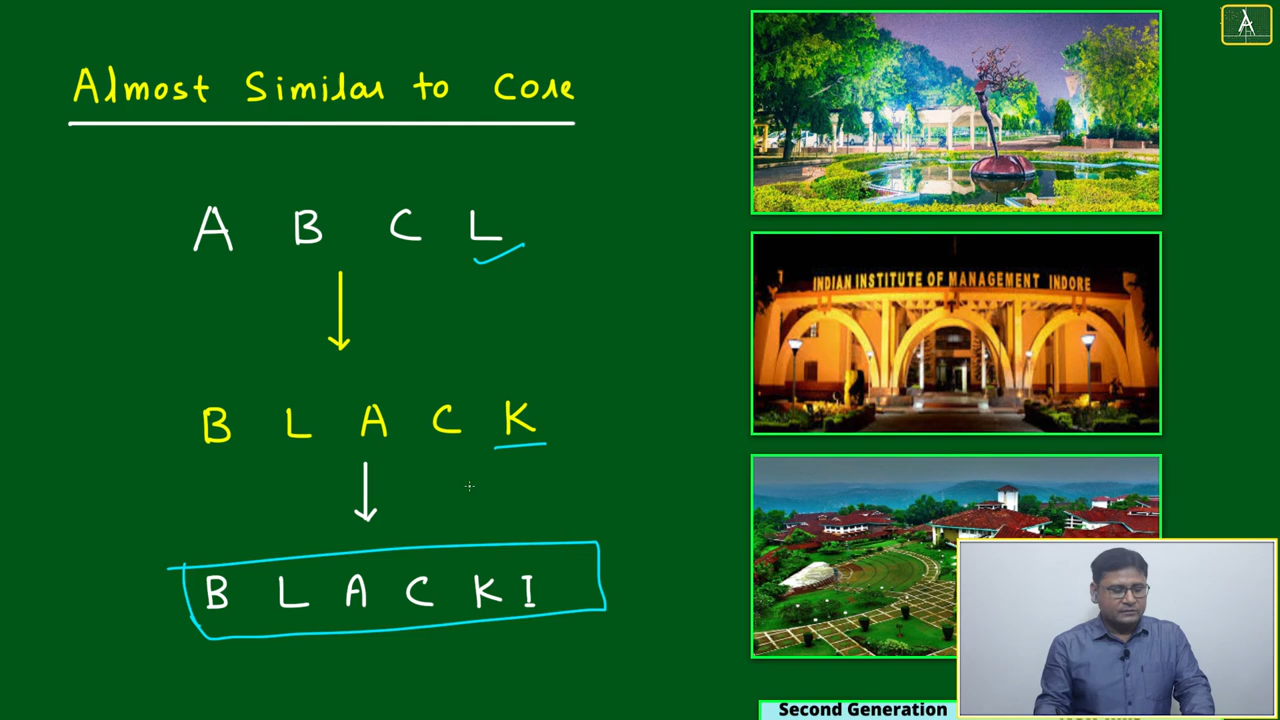 Almost Similar to Core
A B C L
B L A C K
B L A C K I
INDIAN INSTITUTE OF MANAGEMENT INDORE
Second Generation